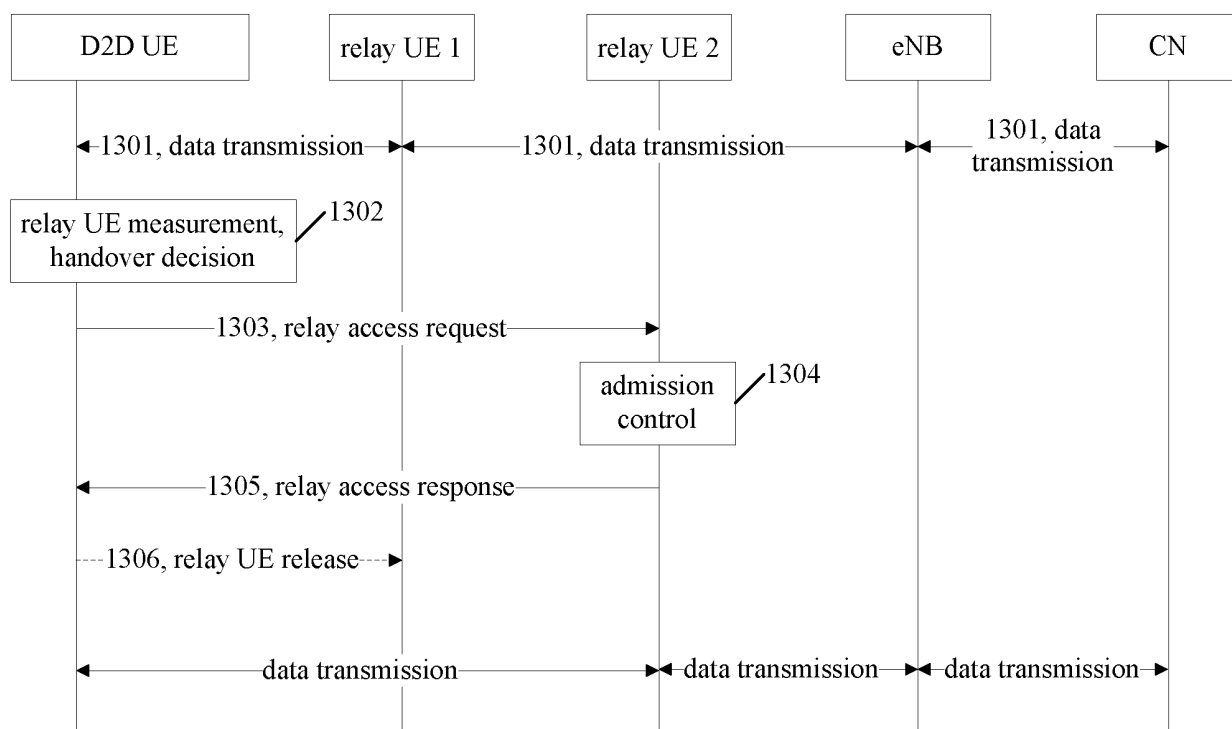 D2D UE
relay UE 1
relay UE 2
eNB
CN
1301, data transmission
1301, data transmission
1301, data
transmission
relay UE measurement,
handover decision
1302
1303, relay access request
admission
control
1304
1305, relay access response
1306, relay UE release
data transmission
data transmission
data transmission